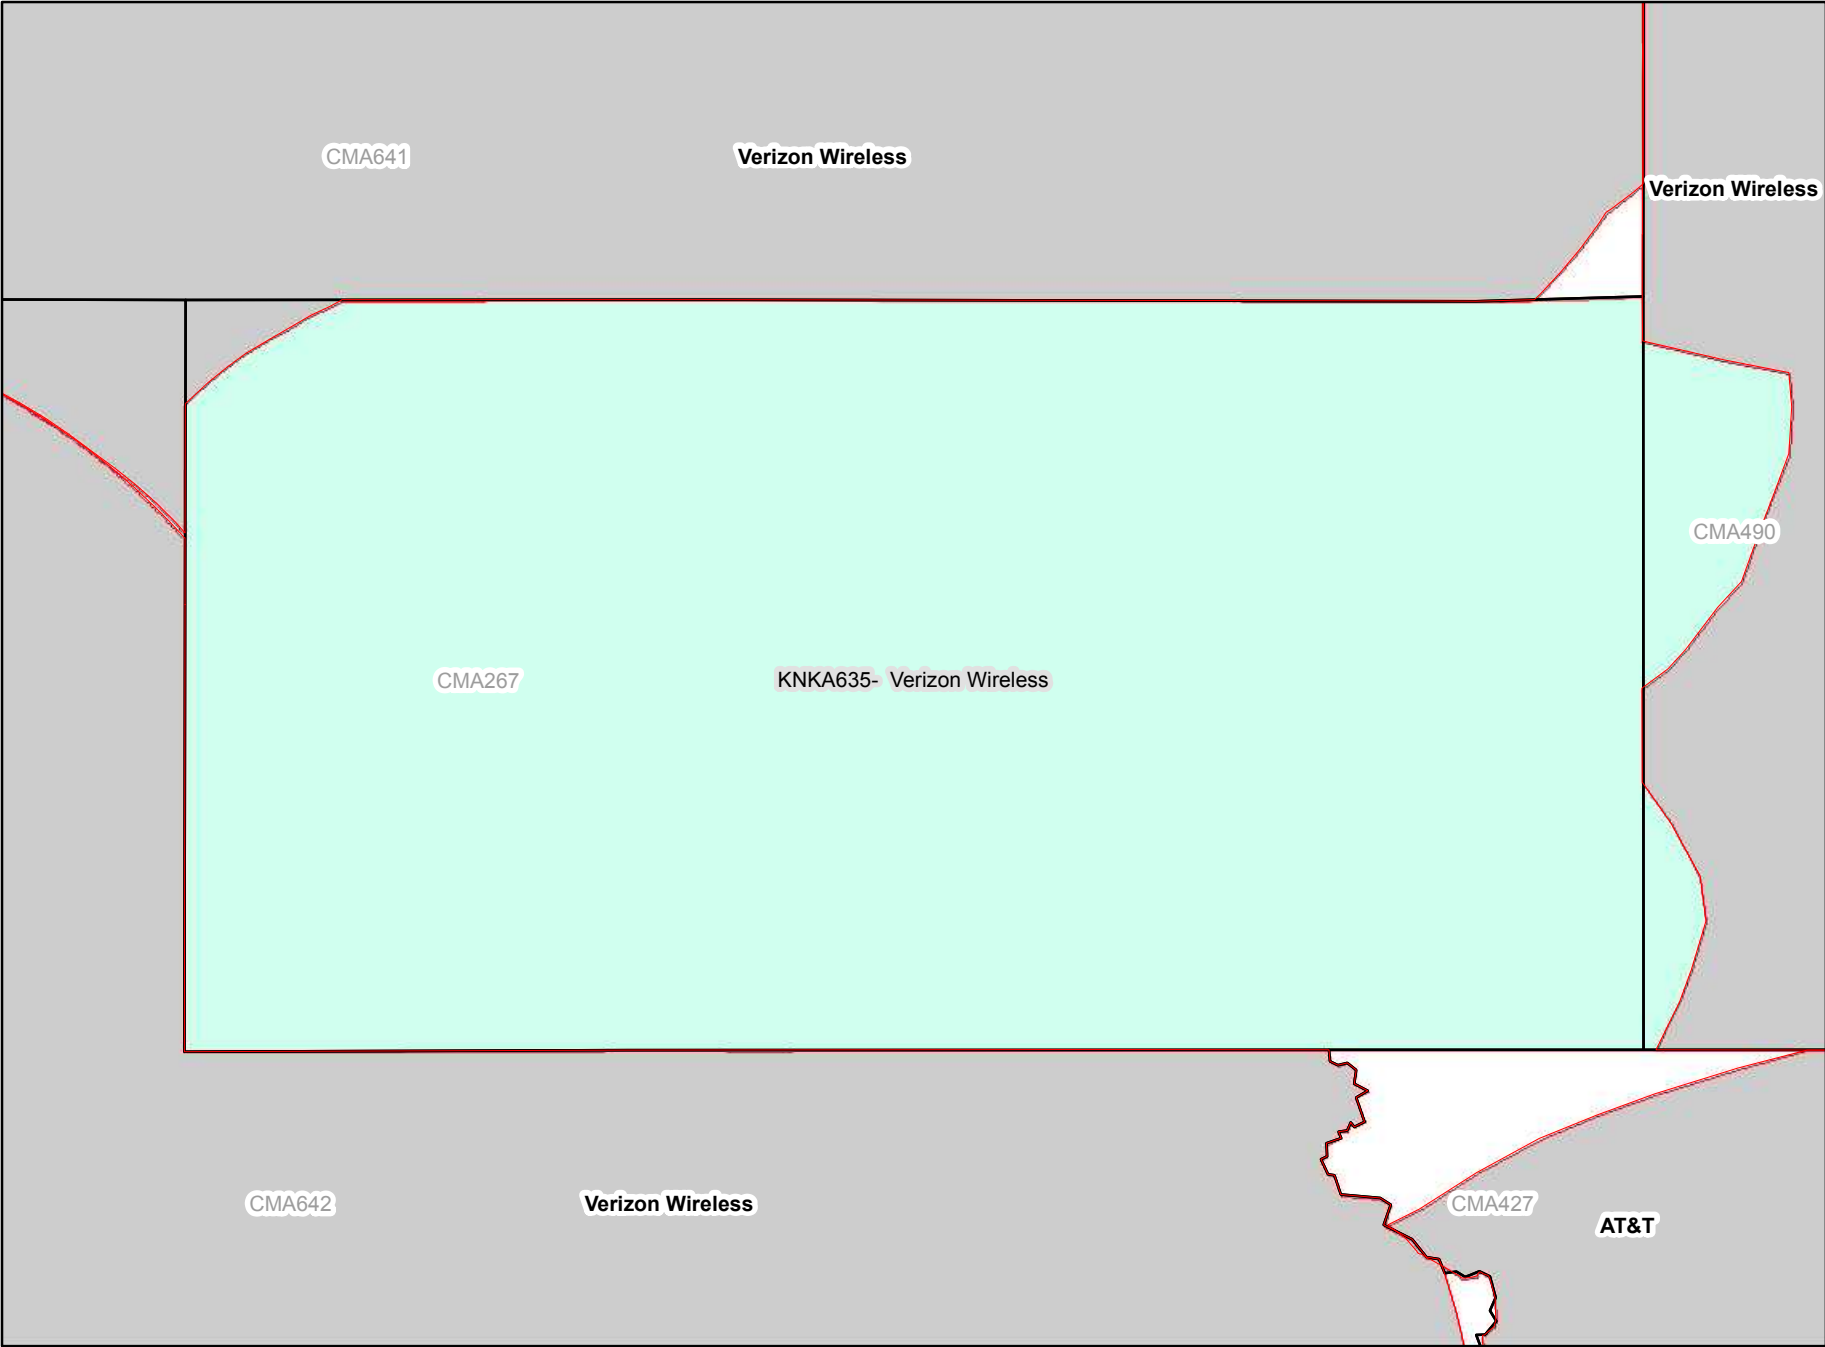 CMA641
Verizon Wireless
Verizon Wireless
CMA490
CMA267
KNKA635- Verizon Wireless
CMA642
Verizon Wireless
CMA427
AT&T